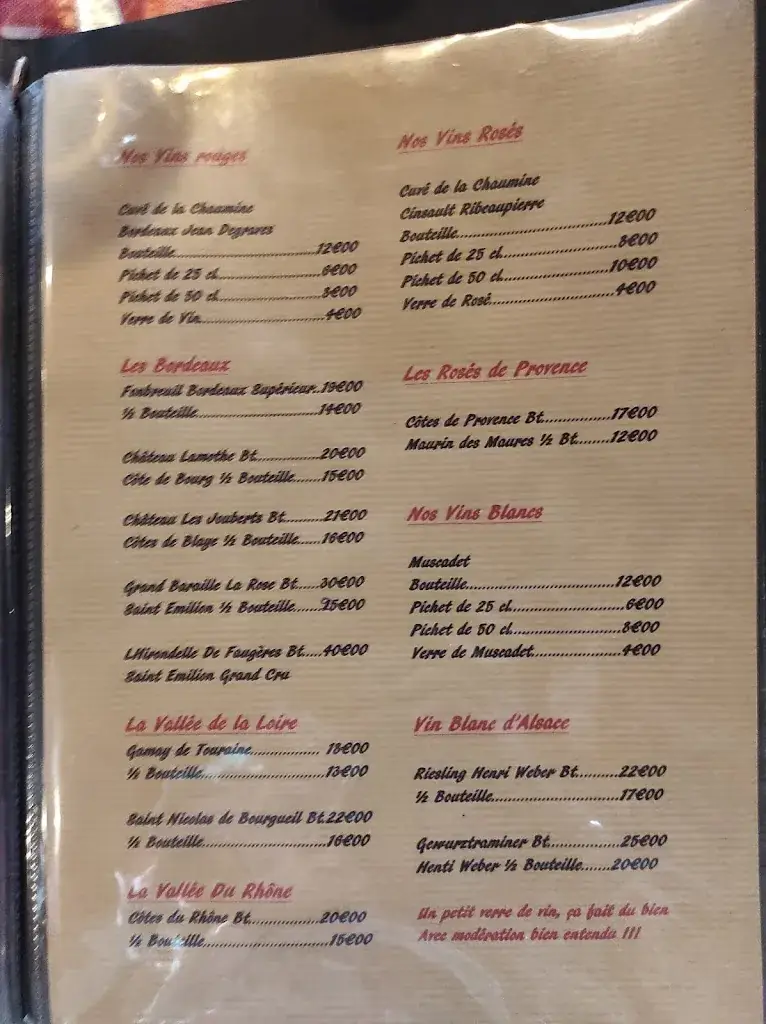 Nos Vins rouges
Curé de la Chaumine
Bordeaux Jean Degraves
Bouteille..............................12€00
Pichet de 25 cl......................6€00
Pichet de 50 cl......................8€00
Verre de Vin..........................4€00
Les Bordeaux
Fonbreuil Bordeaux Supérieur..19€00
½ Bouteille..........................14€00
Château Lamothe Bt..............20€00
Côte de Bourg ½ Bouteille......15€00
Château Les Jouberts Bt.........21€00
Côtes de Blaye ½ Bouteille.....16€00
Grand Baraille La Rose Bt.....30€00
Saint Emilion ½ Bouteille......25€00
L'Hirondelle De Faugères Bt....40€00
Saint Emilion Grand Cru
La Vallée de la Loire
Gamay de Touraine............... 18€00
½ Bouteille..........................13€00
Saint Nicolas de Bourgueil Bt.22€00
½ Bouteille..........................16€00
La Vallée Du Rhône
Côtes du Rhône Bt...............20€00
½ Bouteille..........................15€00
Nos Vins Rosés
Curé de la Chaumine
Cinsault Ribeaupierre
Bouteille................................12€00
Pichet de 25 cl........................8€00
Pichet de 50 cl.......................10€00
Verre de Rosé..........................4€00
Les Rosés de Provence
Côtes de Provence Bt..............17€00
Maurin des Maures ½ Bt.......12€00
Nos Vins Blancs
Muscadet
Bouteille................................12€00
Pichet de 25 cl........................6€00
Pichet de 50 cl........................8€00
Verre de Muscadet..................4€00
Vin Blanc d'Alsace
Riesling Henri Weber Bt.........22€00
½ Bouteille...........................17€00
Gewurztraminer Bt................25€00
Henti Weber ½ Bouteille......20€00
Un petit verre de vin, ça fait du bien
Avec modération bien entendu !!!